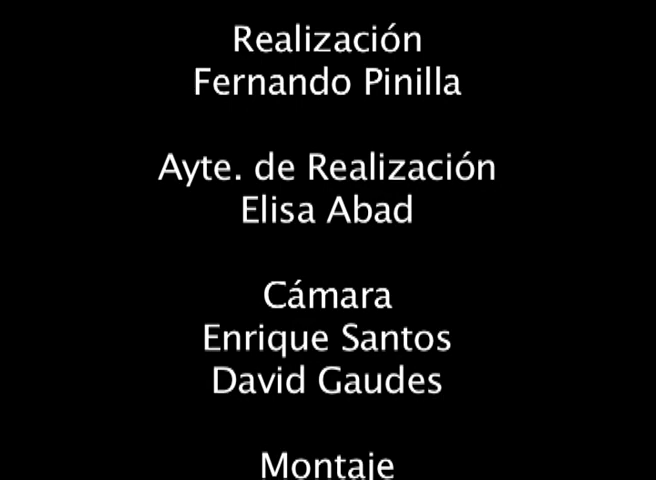 Realización
Fernando Pinilla
Ayte. de Realización
Elisa Abad
Cámara
Enrique Santos
David Gaudes
Montaje